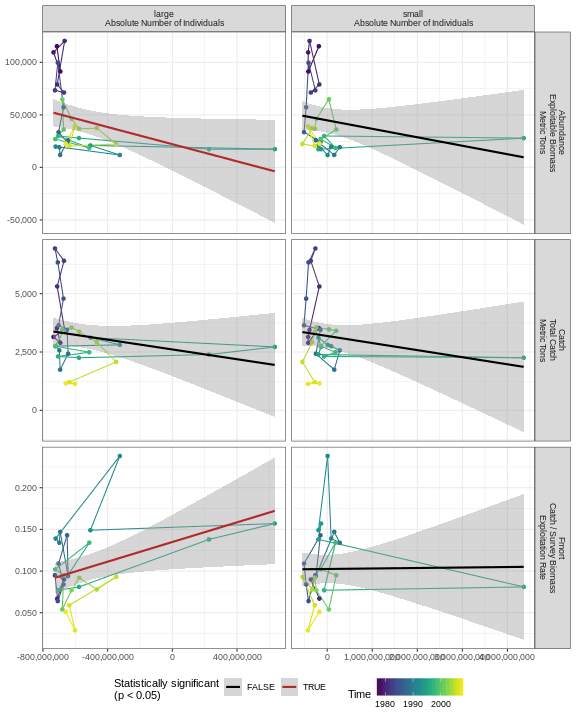 large
Absolute Number of Individuals
small
Absolute Number of Individuals
100,000
50,000
0
-50,000
Abundance
Exploitable Biomass
Metric Tons
5,000
2,500
0
Catch
Total Catch
Metric Tons
0.200
0.150
0.100
0.050
Fmort
Catch / Survey Biomass
Exploitation Rate
-800,000,000
-400,000,000
0
400,000,000
0
1,000,000,000
2,000,000,000
3,000,000,000
4,000,000,000
Statistically significant
(p < 0.05)
FALSE
TRUE
Time
1980
1990
2000